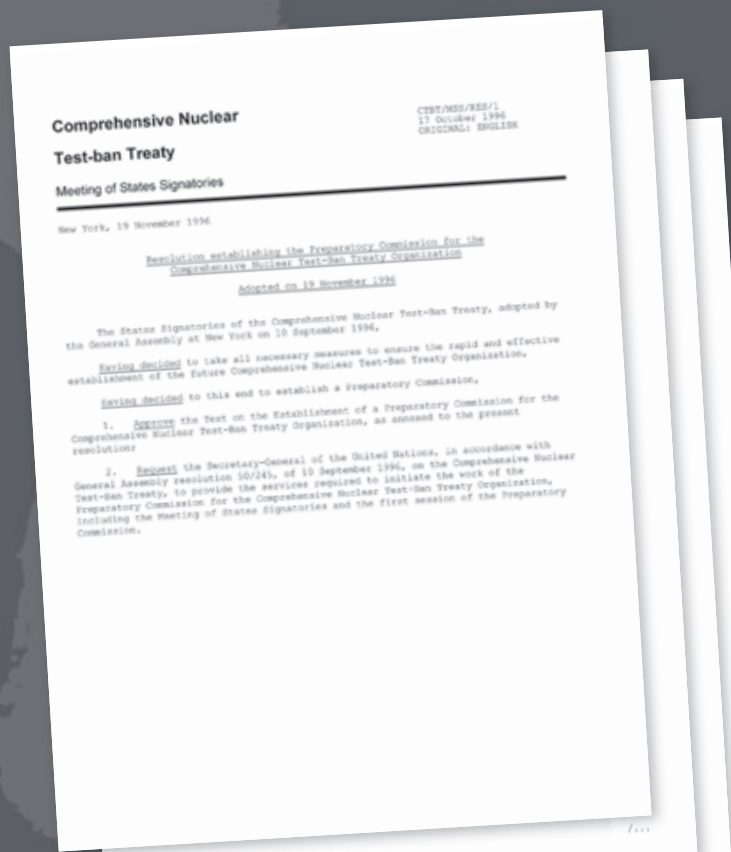 Comprehensive Nuclear
Test-ban Treaty
Meeting of States Signatories
CTBT/MSS/RES/1
17 October 1996
ORIGINAL: ENGLISH
New York, 19 November 1996
Resolution establishing the Preparatory Commission for the
Comprehensive Nuclear Test-Ban Treaty Organization
Adopted on 19 November 1996
The States Signatories of the Comprehensive Nuclear Test-Ban Treaty, adopted by
the General Assembly at New York on 10 September 1996,
Having decided to take all necessary measures to ensure the rapid and effective
establishment of the future Comprehensive Nuclear Test-Ban Treaty Organization,
Having decided to this end to establish a Preparatory Commission,
1. Approve the Text on the Establishment of a Preparatory Commission for the
Comprehensive Nuclear Test-Ban Treaty Organization, as annexed to the present
resolution;
2. Request the Secretary-General of the United Nations, in accordance with
General Assembly resolution 50/245, of 10 September 1996, on the Comprehensive Nuclear
Test-Ban Treaty, to provide the services required to initiate the work of the
Preparatory Commission for the Comprehensive Nuclear Test-Ban Treaty Organization,
including the Meeting of States Signatories and the first session of the Preparatory
Commission.
/...